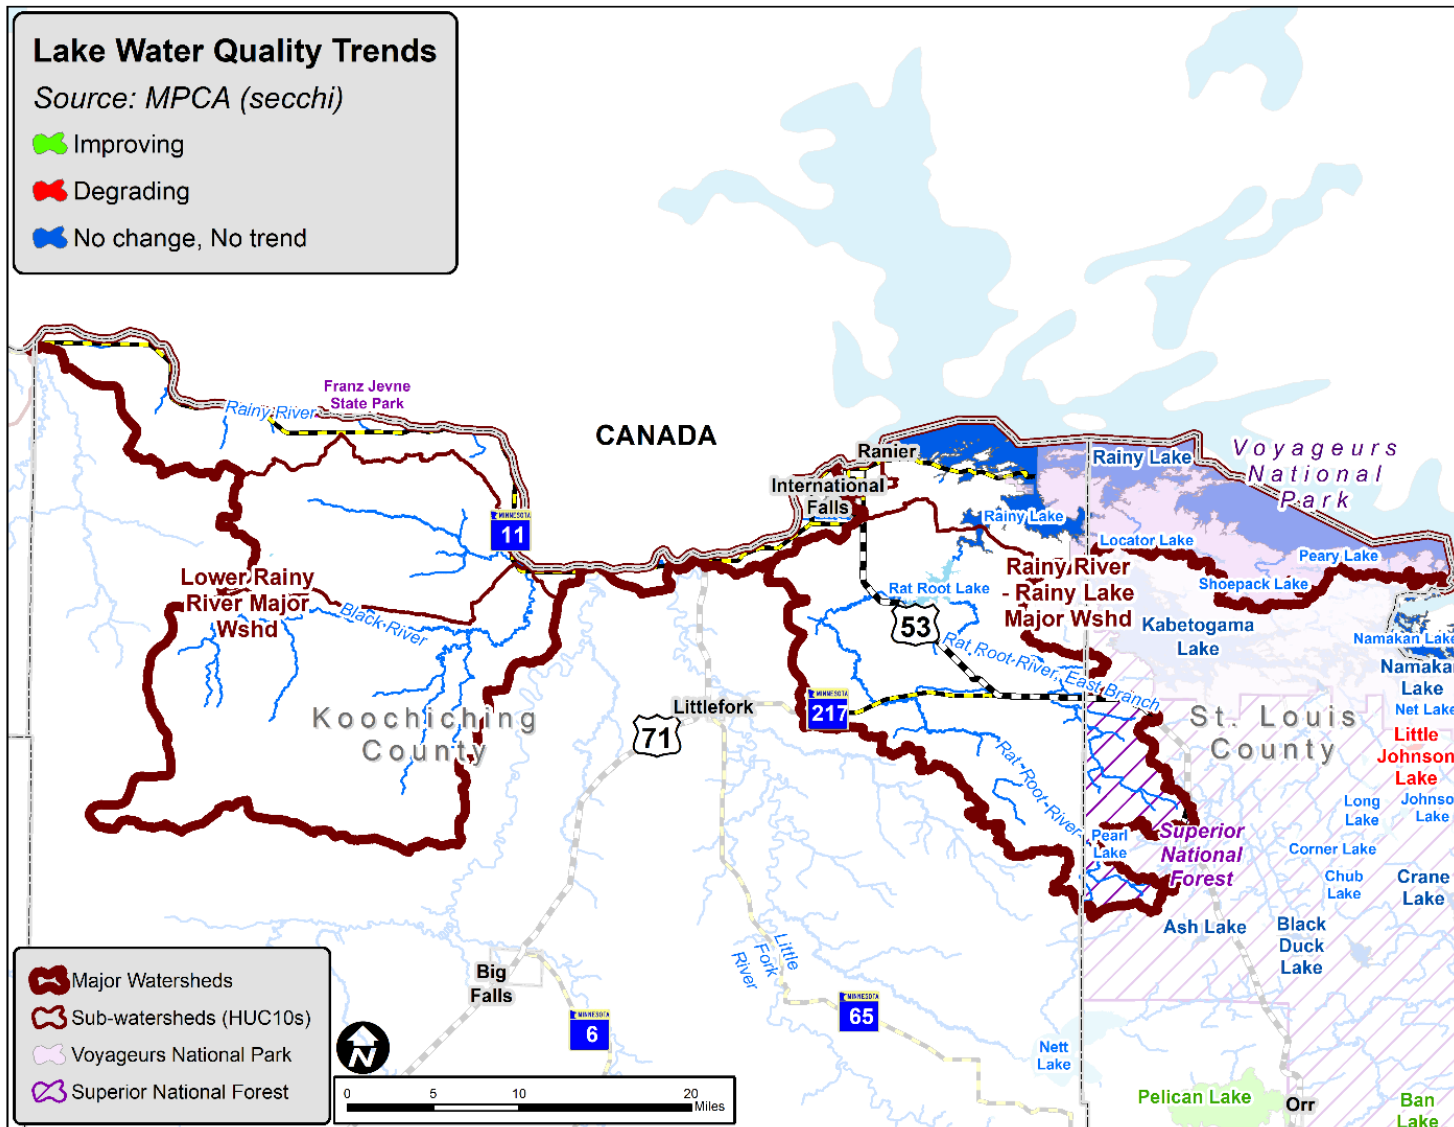 Lake Water Quality Trends
Source: MPCA (secchi)
Improving
Degrading
No change, No trend
Franz Jevne
State Park
Rainy River
CANADA
Ranier
International
Falls
Rainy Lake
Voyageurs
National
Park
Rainy Lake
MINNESOTA
11
Locator Lake
Peary Lake
Shoepack Lake
Lower Rainy
River Major
Wshd
Black River
Rainy River
- Rainy Lake
Major Wshd
Rat Root Lake
53
Kabetogama
Lake
Namakan Lake
Namakan
Lake
Net Lake
Rat Root River, East Branch
Koochiching
County
Littlefork
71
MINNESOTA
217
St. Louis
County
Little
Johnson
Lake
Rat Root River
Long
Lake
Johnso
Lake
Pearl
Lake
Superior
National
Forest
Corner Lake
Chub
Lake
Crane
Lake
Ash Lake
Black
Duck
Lake
Little
Fork
River
Big
Falls
MINNESOTA
6
MINNESOTA
65
Nett
Lake
Pelican Lake
Orr
Ban
Lake
Major Watersheds
Sub-watersheds (HUC10s)
Voyageurs National Park
Superior National Forest
N
0 5 10 20
Miles